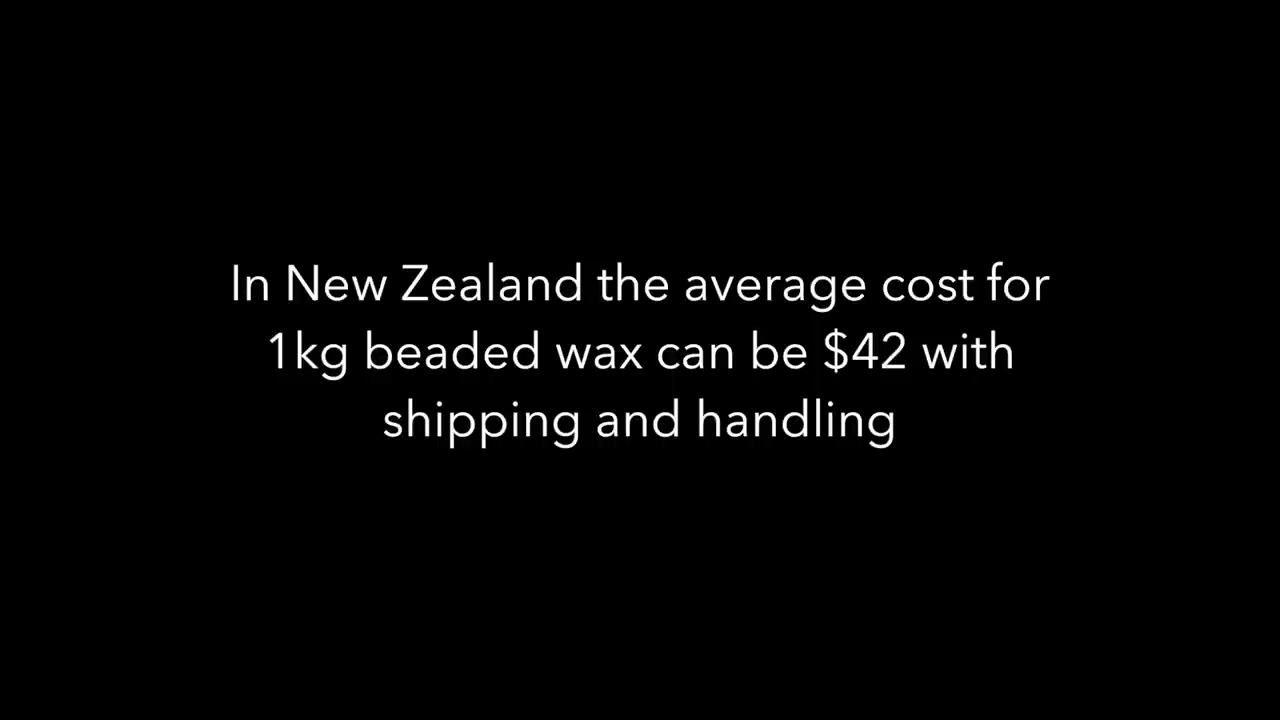 In New Zealand the average cost for
1kg beaded wax can be $42 with
shipping and handling